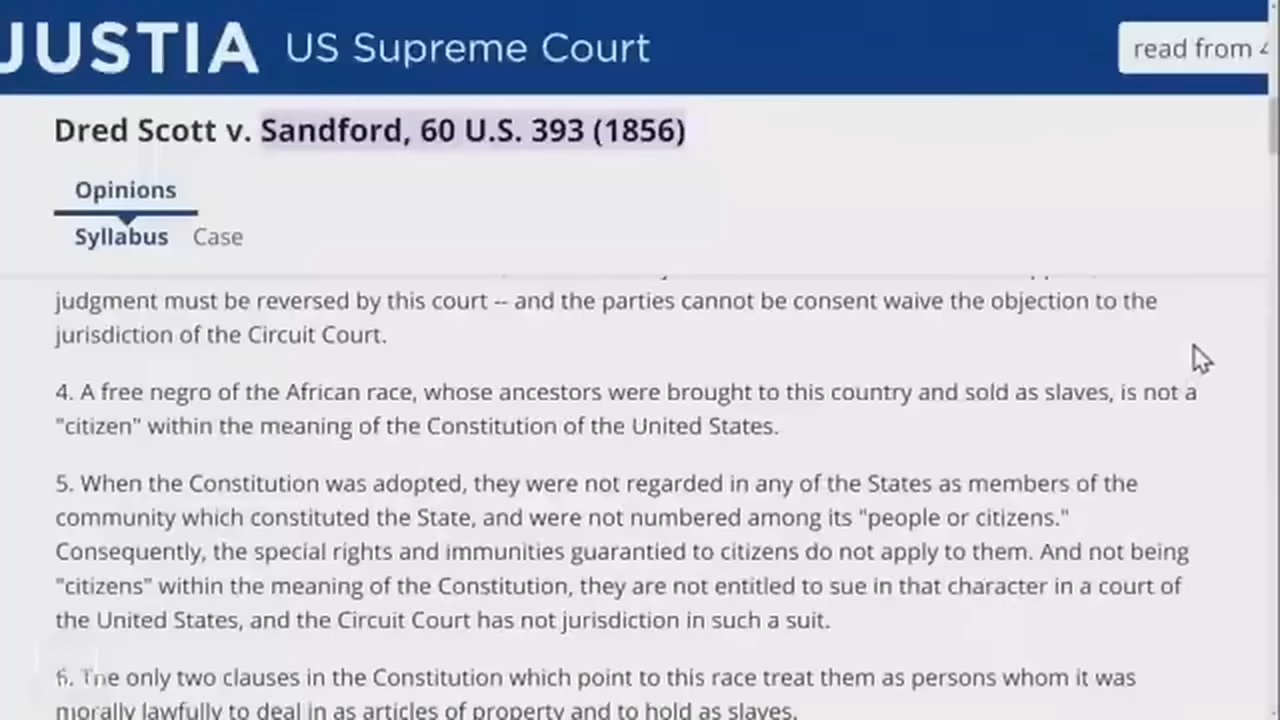 JUSTIA US Supreme Court
read from 4
Dred Scott v. Sandford, 60 U.S. 393 (1856)
Opinions
Syllabus Case
judgment must be reversed by this court -- and the parties cannot be consent waive the objection to the
jurisdiction of the Circuit Court.
4. A free negro of the African race, whose ancestors were brought to this country and sold as slaves, is not a
"citizen" within the meaning of the Constitution of the United States.
5. When the Constitution was adopted, they were not regarded in any of the States as members of the
community which constituted the State, and were not numbered among its "people or citizens."
Consequently, the special rights and immunities guarantied to citizens do not apply to them. And not being
"citizens" within the meaning of the Constitution, they are not entitled to sue in that character in a court of
the United States, and the Circuit Court has not jurisdiction in such a suit.
6. The only two clauses in the Constitution which point to this race treat them as persons whom it was
morally lawfully to deal in as articles of property and to hold as slaves.